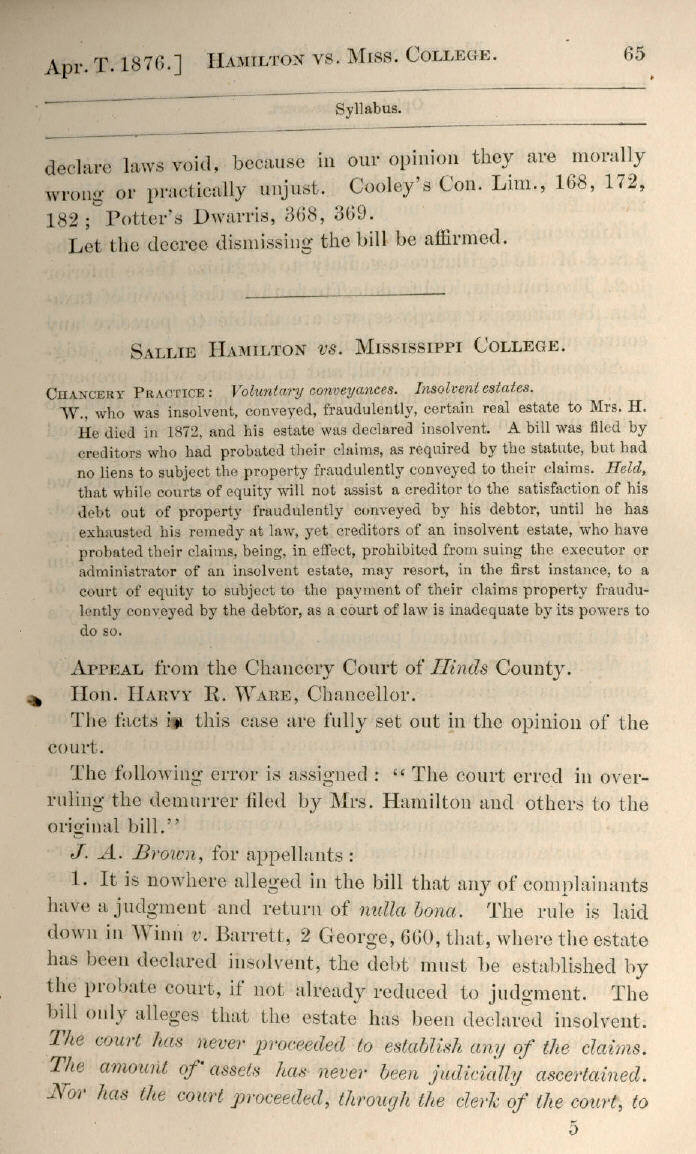 Apr. T. 1876.] HAMILTON VS. MISS. COLLEGE. 65
Syllabus.
declare laws void, because in our opinion they are morally
wrong or practically unjust. Cooley's Con. Lim., 168, 172,
182; Potter's Dwarris, 368, 369.
Let the decree dismissing the bill be affirmed.
SALLIE HAMILTON vs. MISSISSIPPI COLLEGE.
CHANCERY PRACTICE: Voluntary conveyances. Insolvent estates.
W., who was insolvent, conveyed, fraudulently, certain real estate to Mrs. H.
He died in 1872, and his estate was declared insolvent. A bill was filed by
creditors who had probated their claims, as required by the statute, but had
no liens to subject the property fraudulently conveyed to their claims. Held,
that while courts of equity will not assist a creditor to the satisfaction of his
debt out of property fraudulently conveyed by his debtor, until he has
exhausted his remedy at law, yet creditors of an insolvent estate, who have
probated their claims, being, in effect, prohibited from suing the executor or
administrator of an insolvent estate, may resort, in the first instance, to a
court of equity to subject to the payment of their claims property fraudu-
lently conveyed by the debtor, as a court of law is inadequate by its powers to
do so.
APPEAL from the Chancery Court of Hinds County.
Hon. HARVY R. WARE, Chancellor.
The facts in this case are fully set out in the opinion of the
court.
The following error is assigned: "The court erred in over-
ruling the demurrer filed by Mrs. Hamilton and others to the
original bill."
J. A. Brown, for appellants:
1. It is nowhere alleged in the bill that any of complainants
have a judgment and return of nulla bona. The rule is laid
down in Winn v. Barrett, 2 George, 660, that, where the estate
has been declared insolvent, the debt must be established by
the probate court, if not already reduced to judgment. The
bill only alleges that the estate has been declared insolvent.
The court has never proceeded to establish any of the claims.
The amount of assets has never been judicially ascertained.
Nor has the court proceeded, through the clerk of the court, to
5